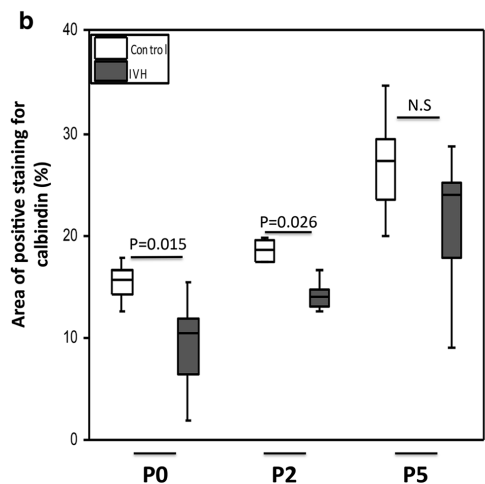 b
40
Control
IVH
N.S
30
P=0.026
P=0.015
20
10
0
Area of positive staining for
calbindin (%)
P0 P2 P5